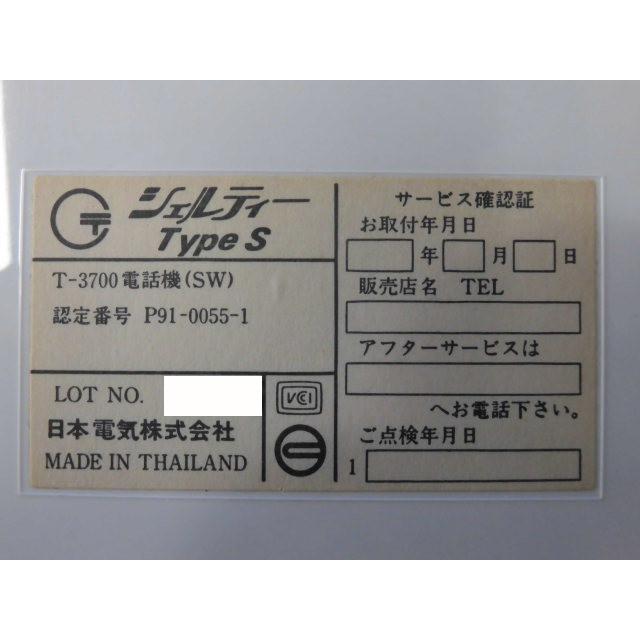 シェルティー
Type S
T-3700電話機(SW)
認定番号 P91-0055-1
LOT NO.
日本電気株式会社
MADE IN THAILAND
VCI
サービス確認証
お取付年月日
年 月 日
販売店名 TEL
アフターサービスは
へお電話下さい。
ご点検年月日
1